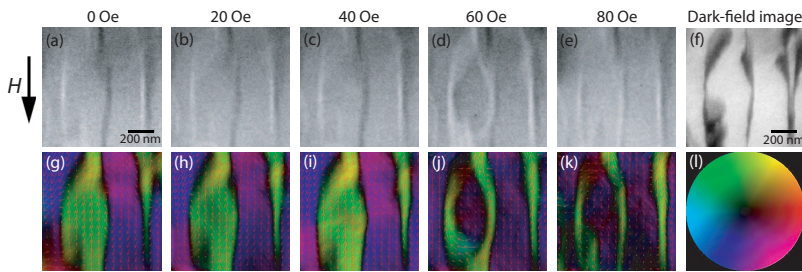 0 Oe 20 Oe 40 Oe 60 Oe 80 Oe Dark-field image
(a) (b) (c) (d) (e) (f)
H
200 nm 200 nm
(g) (h) (i) (j) (k) (l)